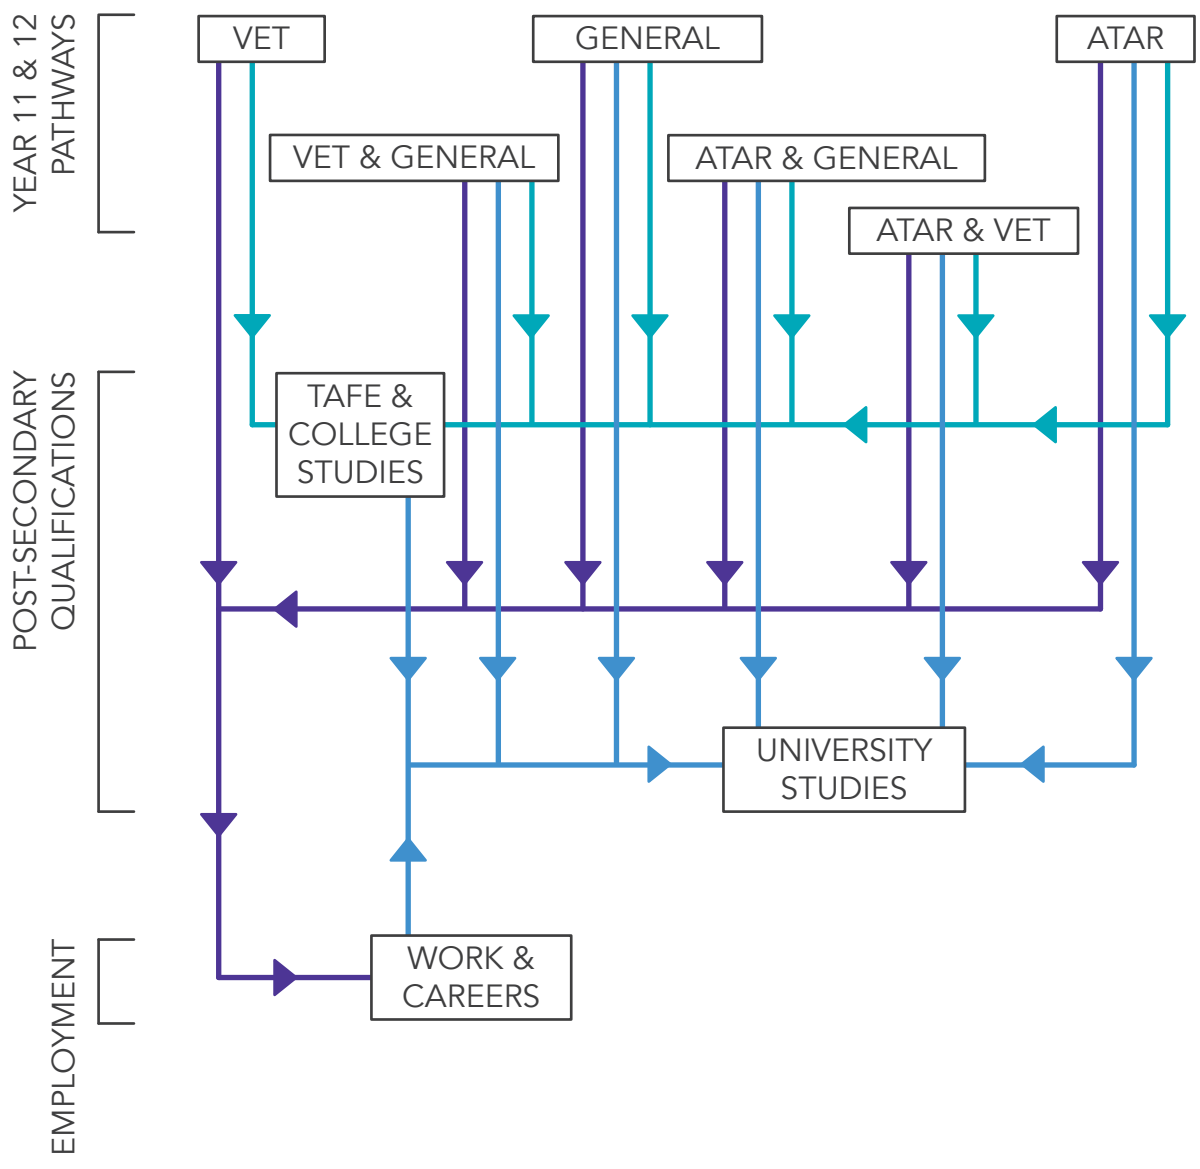 YEAR 11 & 12
PATHWAYS
VET
GENERAL
ATAR
VET & GENERAL
ATAR & GENERAL
ATAR & VET
POST-SECONDARY
QUALIFICATIONS
TAFE &
COLLEGE
STUDIES
UNIVERSITY
STUDIES
EMPLOYMENT
WORK &
CAREERS